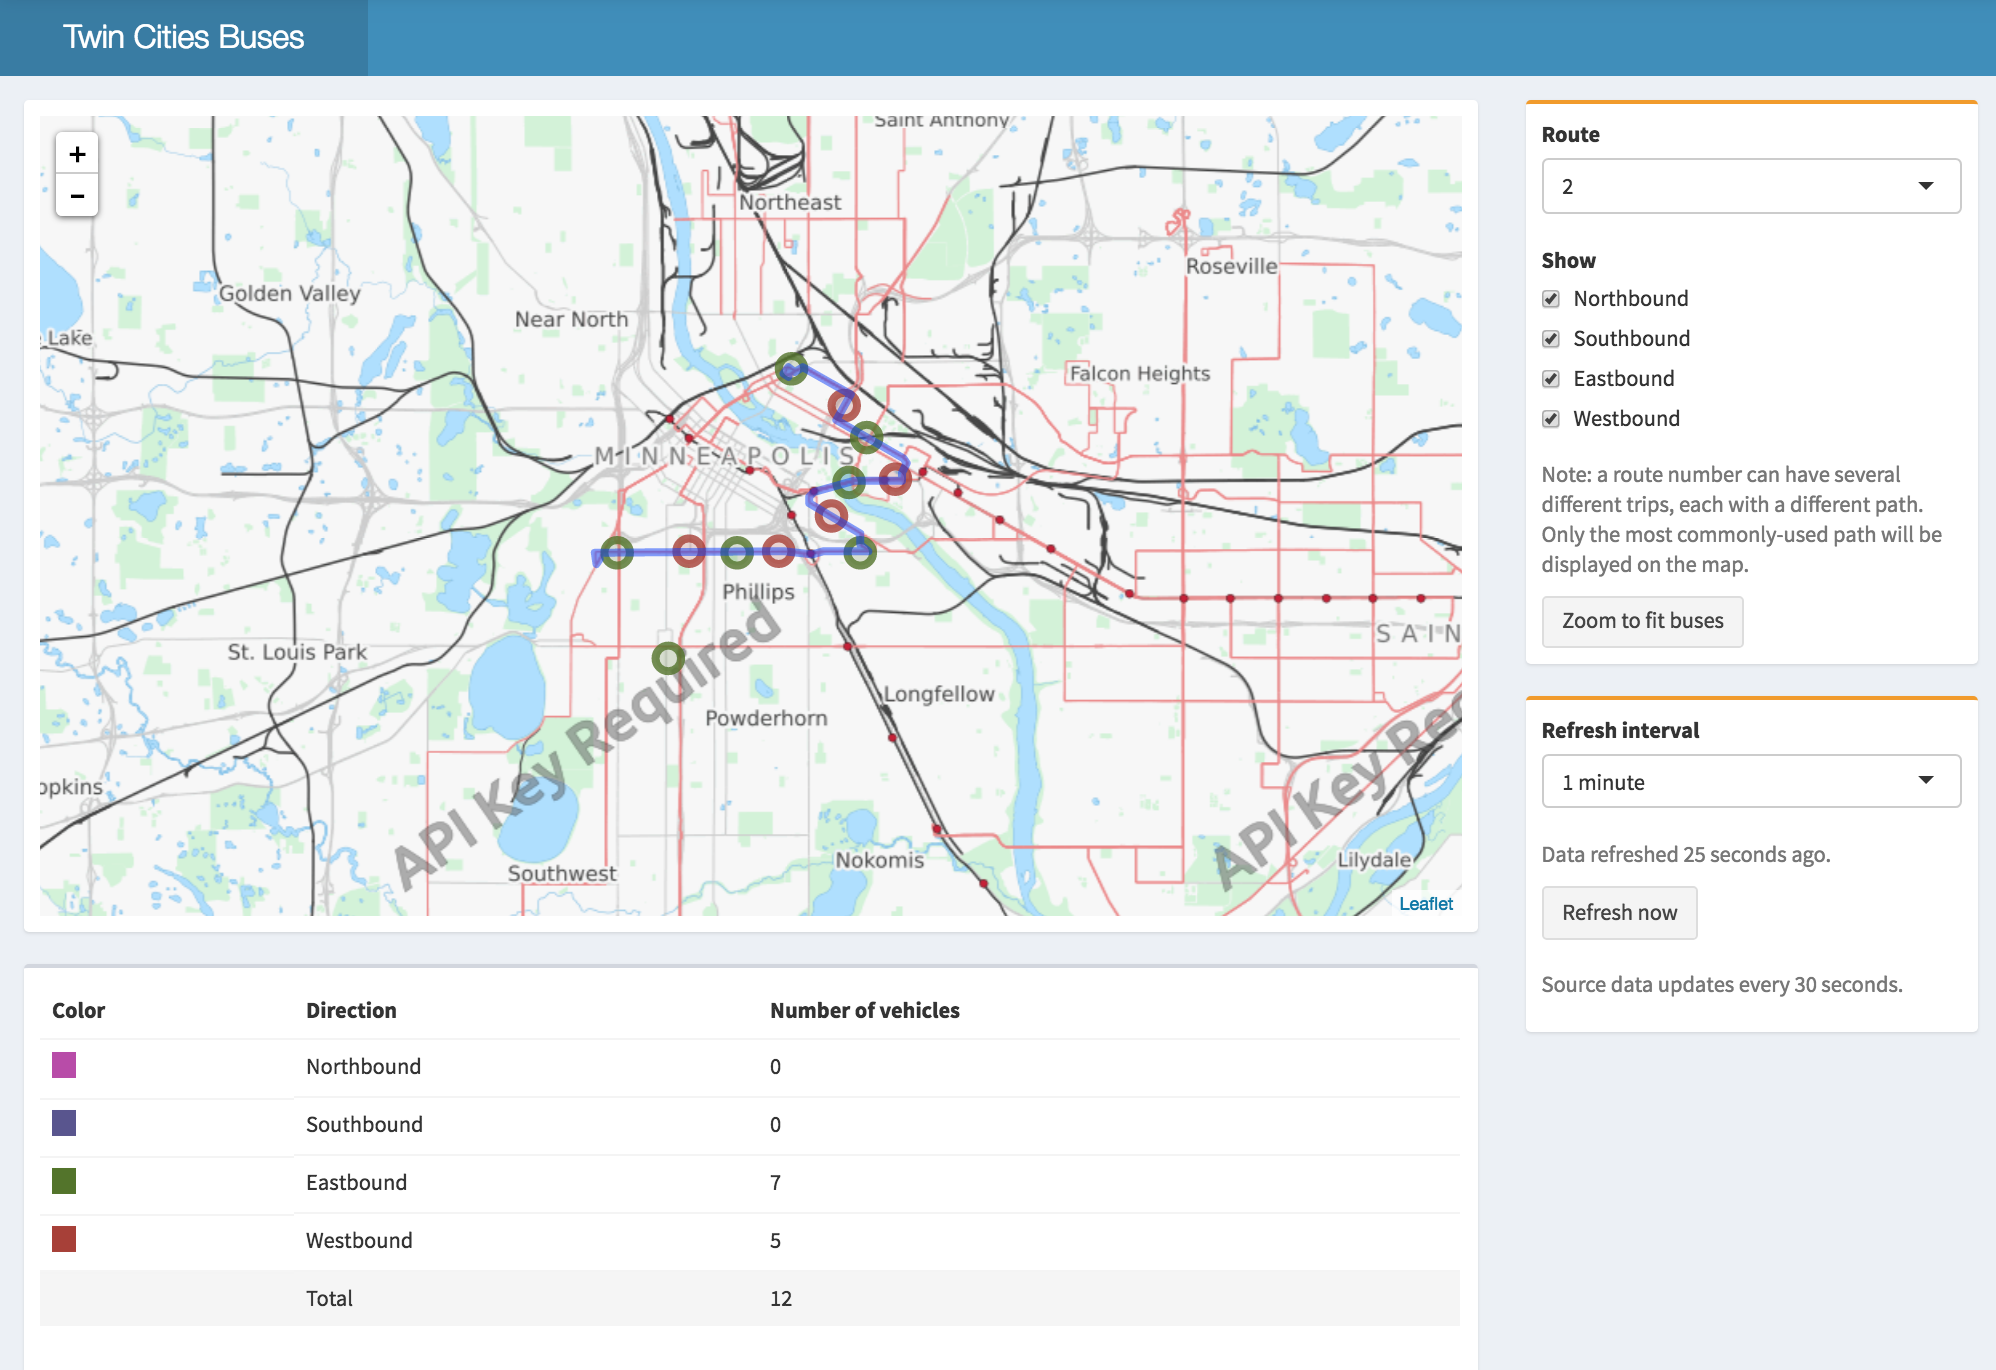 Twin Cities Buses
+
−
Saint Anthony
Northeast
Roseville
Golden Valley
Near North
Lake
Falcon Heights
MINNEAPOLIS
Phillips
St. Louis Park
SAIN
Longfellow
Powderhorn
API Key Required
API Key Req
opkins
Nokomis
Lilydale
Southwest
Leaflet
Route
2
Show
Northbound
Southbound
Eastbound
Westbound
Note: a route number can have several
different trips, each with a different path.
Only the most commonly-used path will be
displayed on the map.
Zoom to fit buses
Refresh interval
1 minute
Data refreshed 25 seconds ago.
Refresh now
Source data updates every 30 seconds.
Color Direction Number of vehicles
Northbound 0
Southbound 0
Eastbound 7
Westbound 5
Total 12